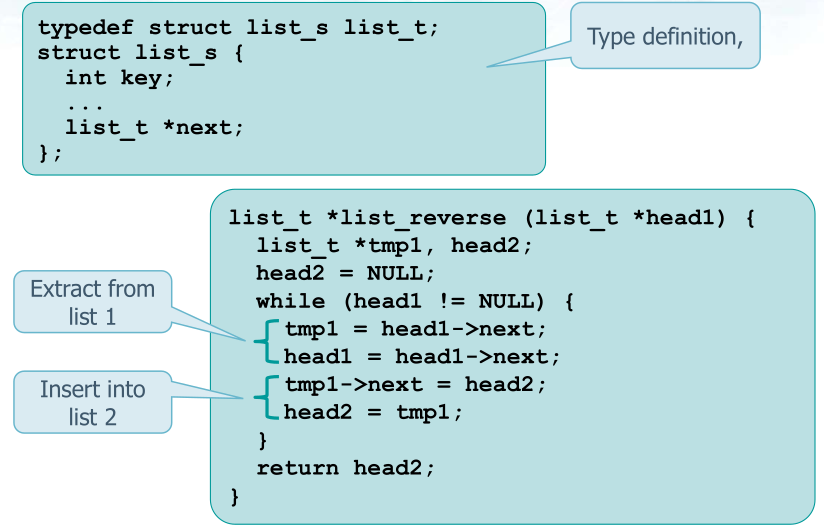 typedef struct list_s list_t;
struct list_s {
  int key;
  ...
  list_t *next;
};
Type definition,
list_t *list_reverse (list_t *head1) {
  list_t *tmp1, head2;
  head2 = NULL;
  while (head1 != NULL) {
    tmp1 = head1->next;
    head1 = head1->next;
    tmp1->next = head2;
    head2 = tmp1;
  }
  return head2;
}
Extract from
list 1
Insert into
list 2